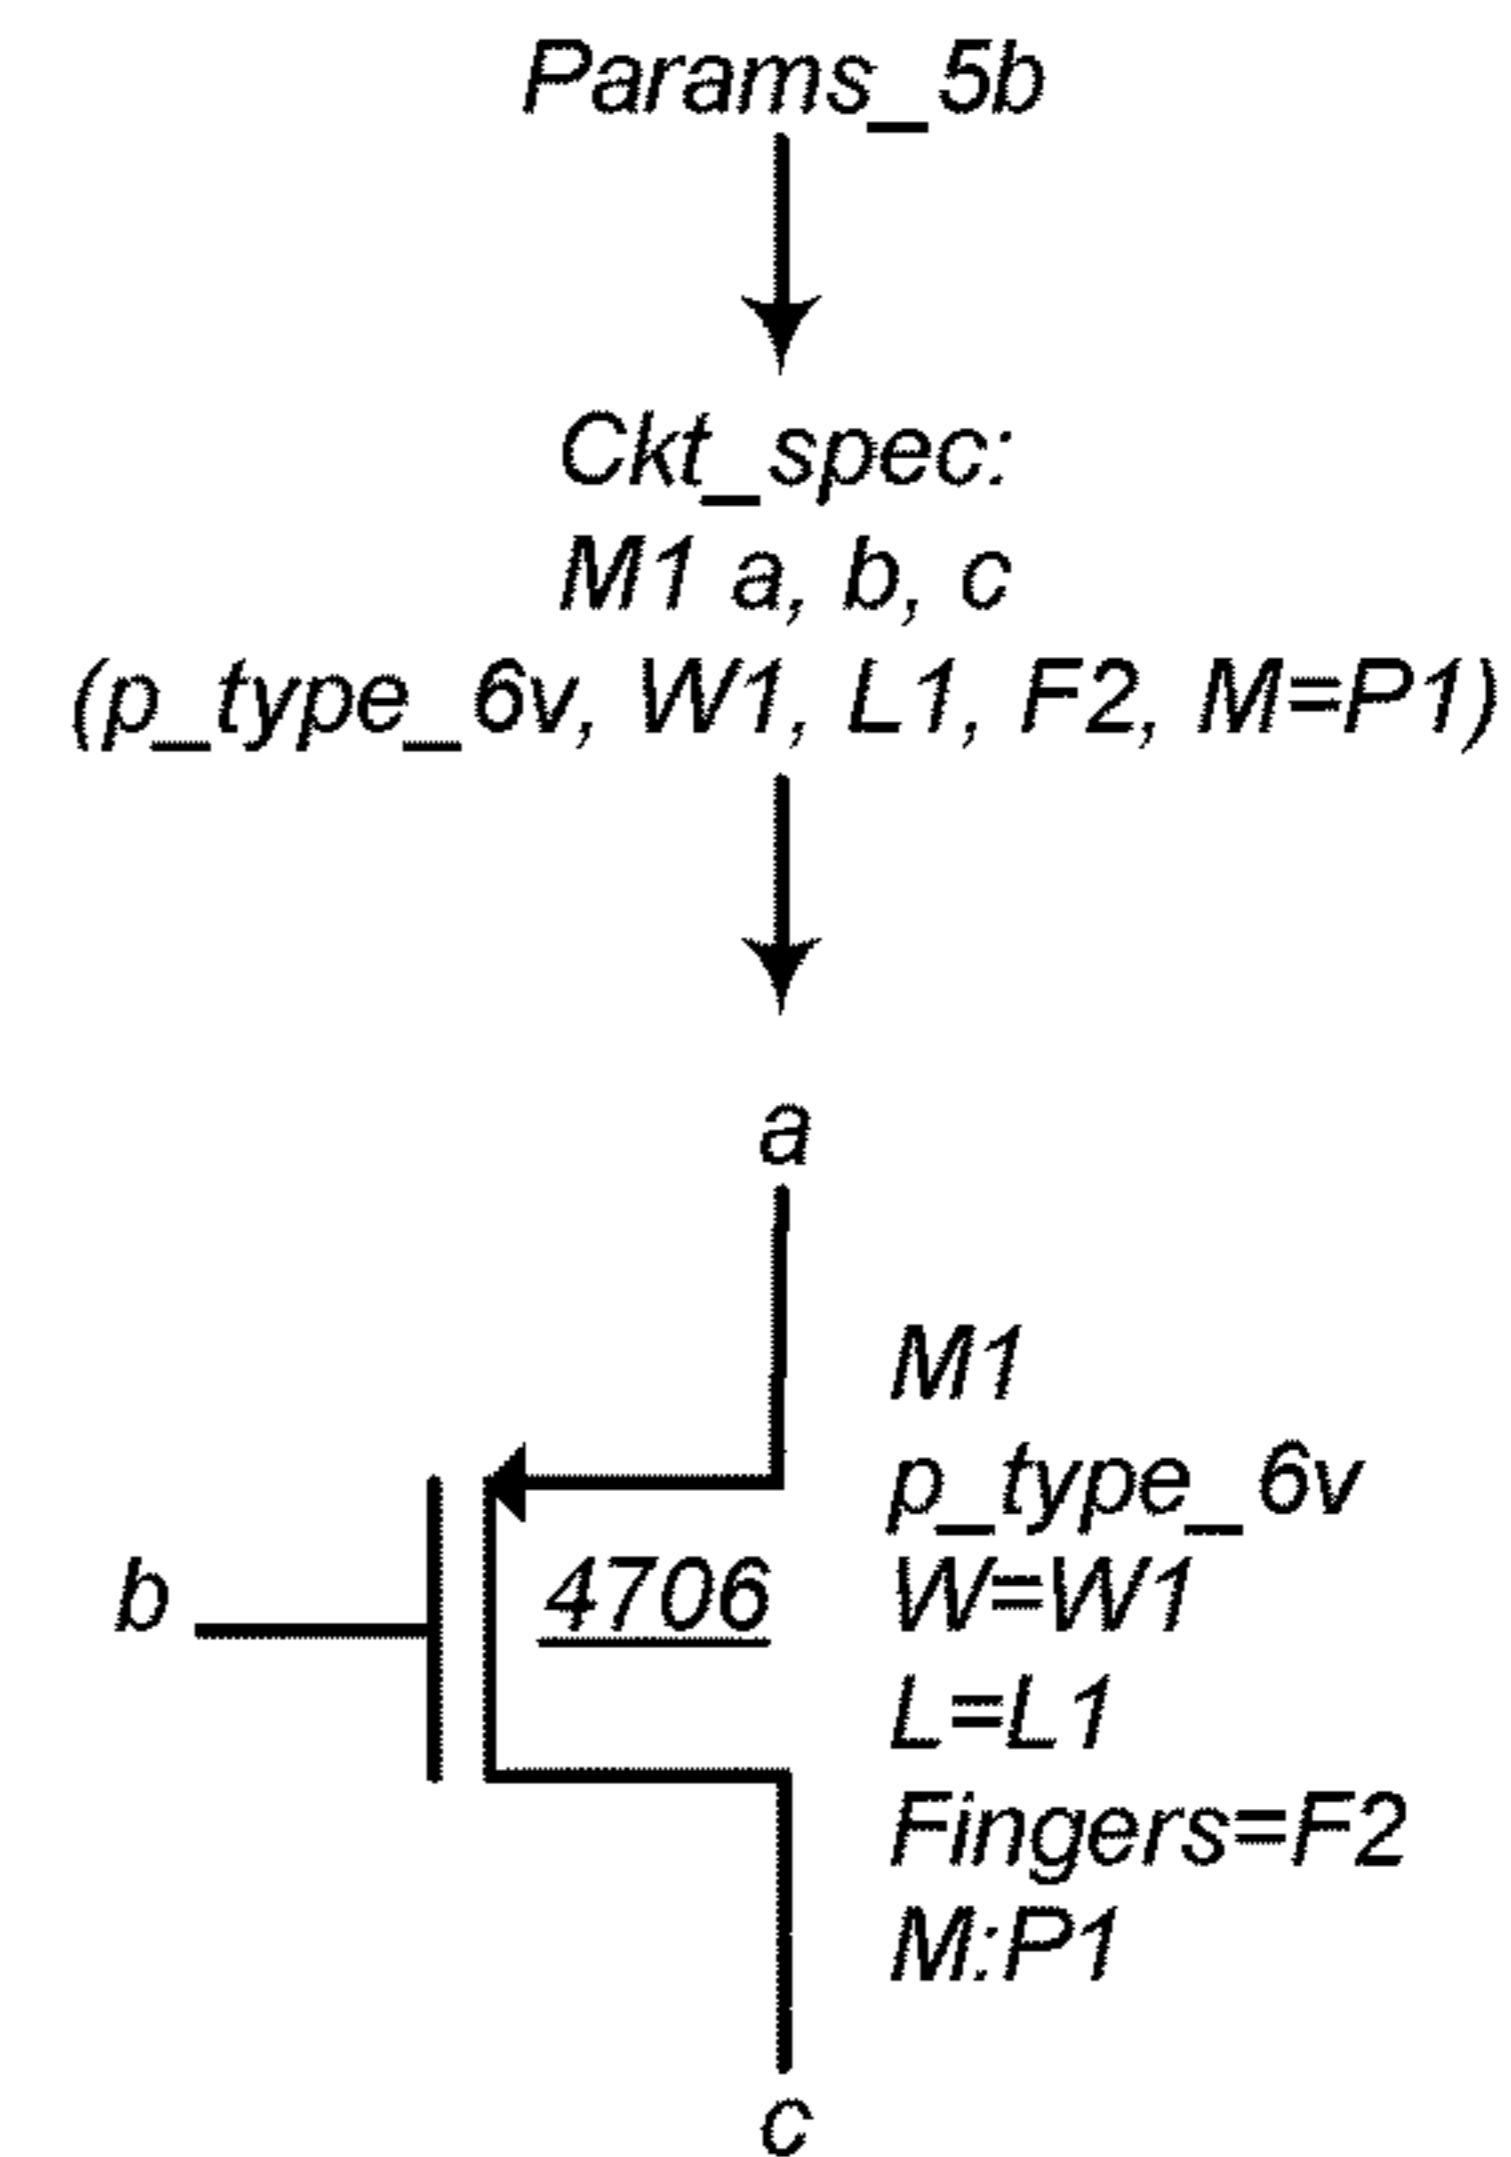 Params_5b
Ckt_spec:
M1 a, b, c
(p_type_6v, W1, L1, F2, M=P1)
a
M1
p_type_6v
b
4706
W=W1
L=L1
Fingers=F2
M:P1
c